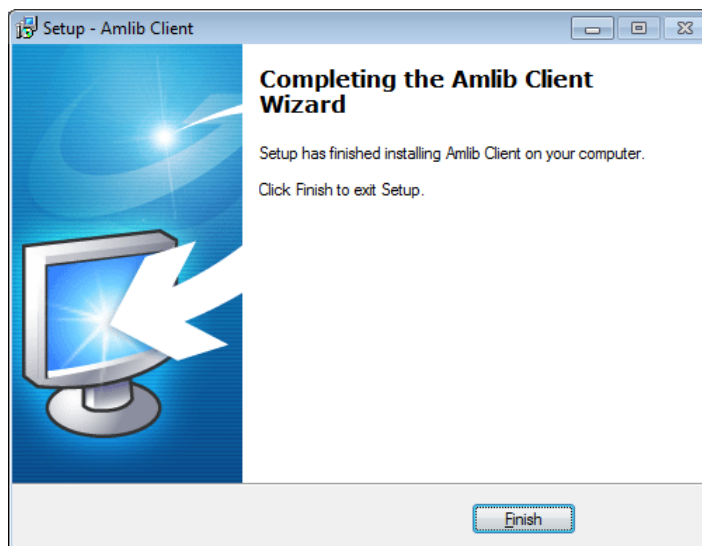 Setup - Amlib Client
Completing the Amlib Client
Wizard
Setup has finished installing Amlib Client on your computer.
Click Finish to exit Setup.
Finish